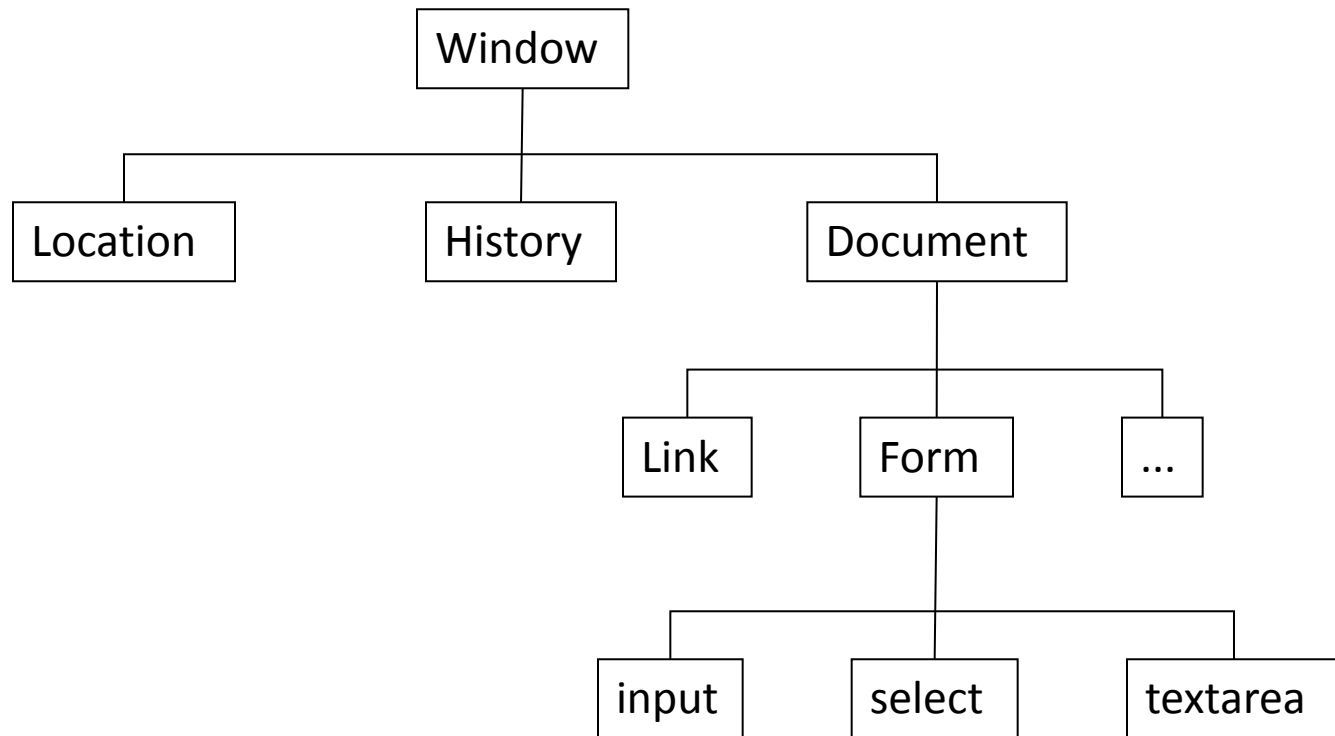 Window
Location
History
Document
Link
Form
...
input
select
textarea